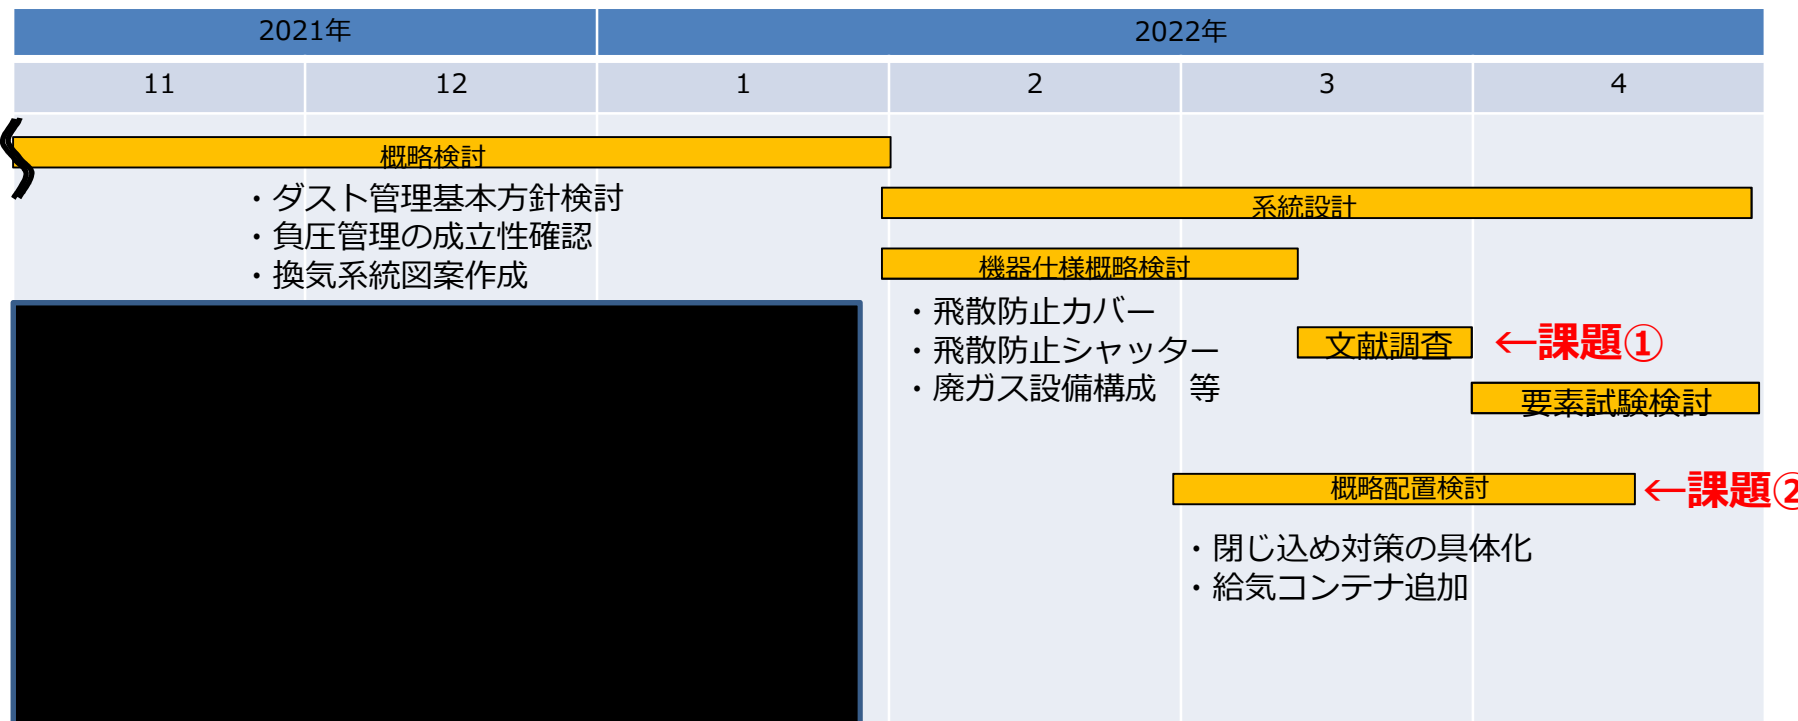 2021年 2022年
11 12 1 2 3 4
概略検討
・ダスト管理基本方針検討
・負圧管理の成立性確認
・換気系統図案作成
系統設計
機器仕様概略検討
・飛散防止カバー
・飛散防止シャッター
・廃ガス設備構成　等
文献調査 ←課題①
要素試験検討
概略配置検討 ←課題②
・閉じ込め対策の具体化
・給気コンテナ追加